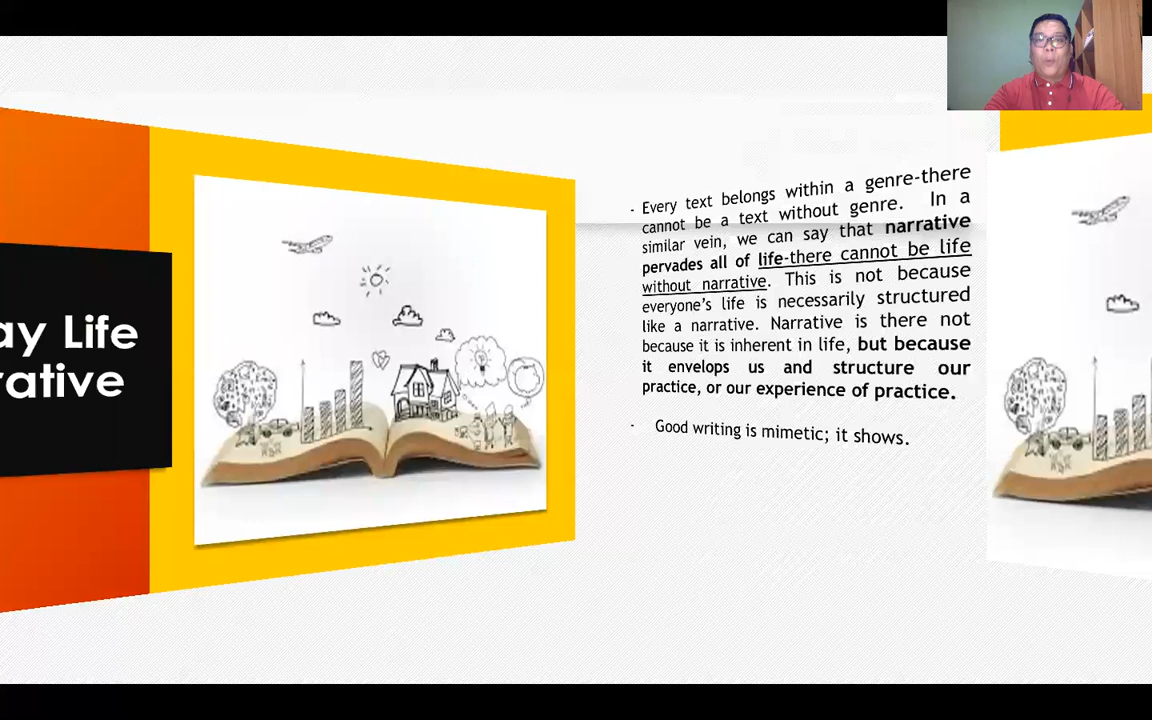 ay Life
rative
- Every text belongs within a genre-there
cannot be a text without genre. In a
similar vein, we can say that narrative
pervades all of life-there cannot be life
without narrative. This is not because
everyone's life is necessarily structured
like a narrative. Narrative is there not
because it is inherent in life, but because
it envelops us and structure our
practice, or our experience of practice.
- Good writing is mimetic; it shows.